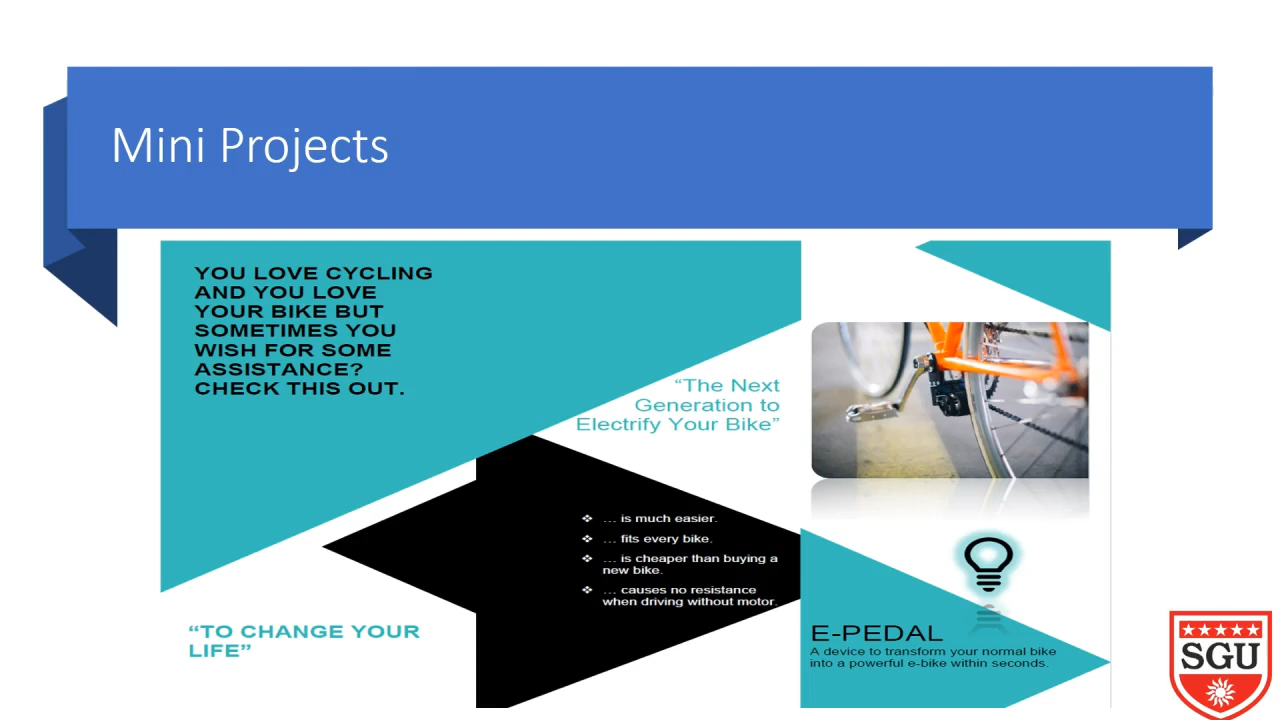 Mini Projects
YOU LOVE CYCLING
AND YOU LOVE
YOUR BIKE BUT
SOMETIMES YOU
WISH FOR SOME
ASSISTANCE?
CHECK THIS OUT.
“TO CHANGE YOUR
LIFE”
“The Next
Generation to
Electrify Your Bike”
❖ … is much easier.
❖ … fits every bike.
❖ … is cheaper than buying a
new bike.
❖ … causes no resistance
when driving without motor.
E-PEDAL
A device to transform your normal bike
into a powerful e-bike within seconds.
SGU